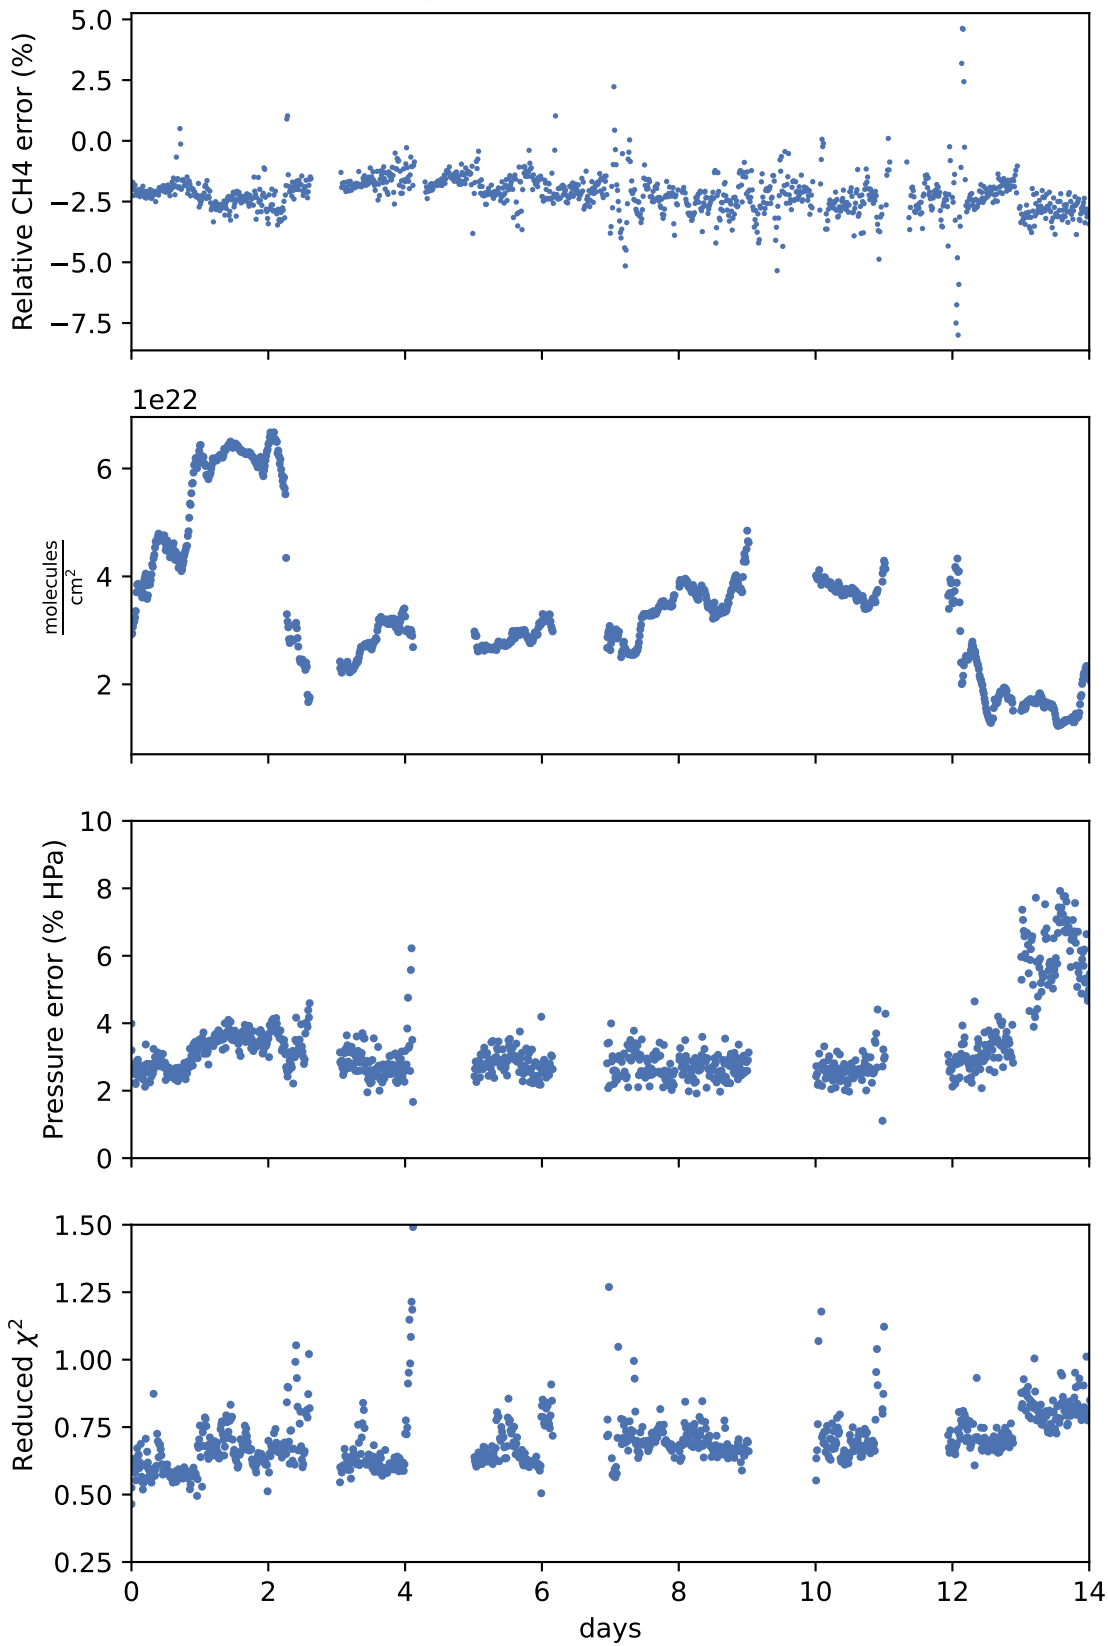 5.0
2.5
0.0
−2.5
−5.0
−7.5
Relative CH4 error (%)
1e22
6
4
2
molecules
cm²
10
8
6
4
2
0
Pressure error (% HPa)
1.50
1.25
1.00
0.75
0.50
0.25
Reduced χ²
0 2 4 6 8 10 12 14
days